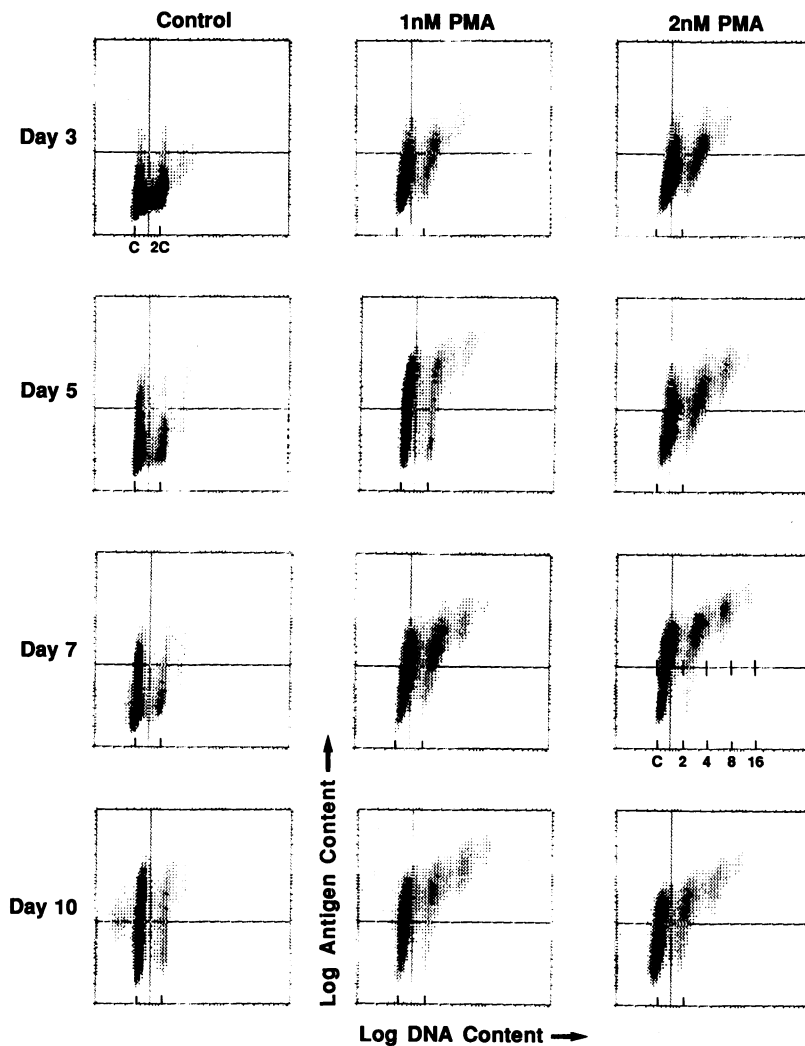 Control
1nM PMA
2nM PMA
Day 3
C 2C
Day 5
Day 7
C 2 4 8 16
Day 10
Log Antigen Content
Log DNA Content